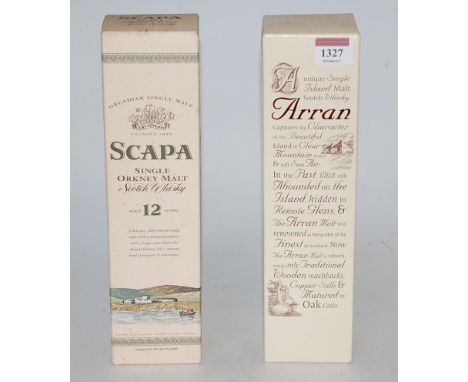 SCAPA
ORCADIAN SINGLE MALT
FOUNDED 1885
SCAPA
SINGLE
ORKNEY MALT
Scotch Whisky
AGED 12 YEARS
PRODUCT OF SCOTLAND
1327
A
unique Single
Island Malt
Scotch Whisky
Arran
Captures the Character
of the Beautiful
Island of Clear
Mountain
& soft Sea Air.
In the Past, illicit stills
Abounded on the
Island hidden in
Remote Glens, &
The Arran Malt was
renowned as being one of the
Finest in Scotland. Now
The Arran Malt is reborn,
using only Traditional
Wooden washbacks,
Copper Stills &
Matured in
Oak Casks.